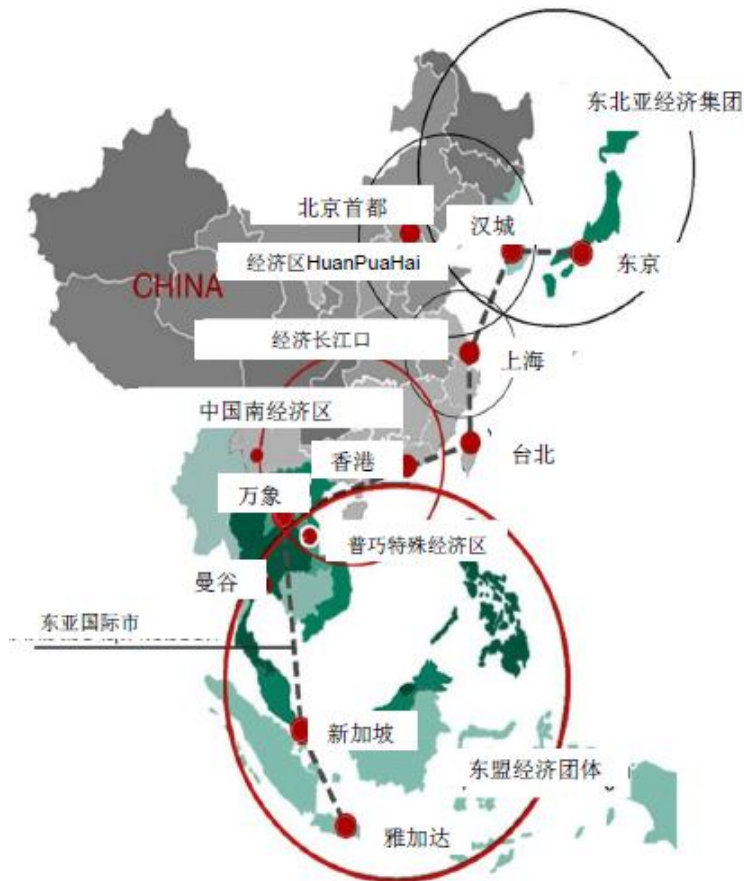 东北亚经济集团
北京首都
汉城
经济区HuanPuaHai
东京
CHINA
经济长江口
上海
中国南经济区
香港
台北
万象
普巧特殊经济区
曼谷
东亚国际市
新加坡
东盟经济团体
雅加达